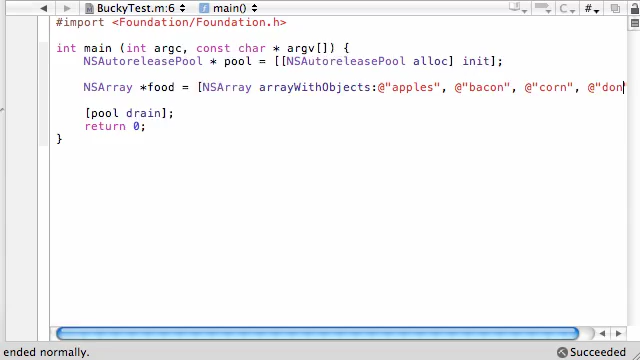 BuckyTest.m:6 f main() C #
#import <Foundation/Foundation.h>
int main (int argc, const char * argv[]) {
NSAutoreleasePool * pool = [[NSAutoreleasePool alloc] init];
NSArray *food = [NSArray arrayWithObjects:@"apples", @"bacon", @"corn", @"don"
[pool drain];
return 0;
}
ended normally. Succeeded